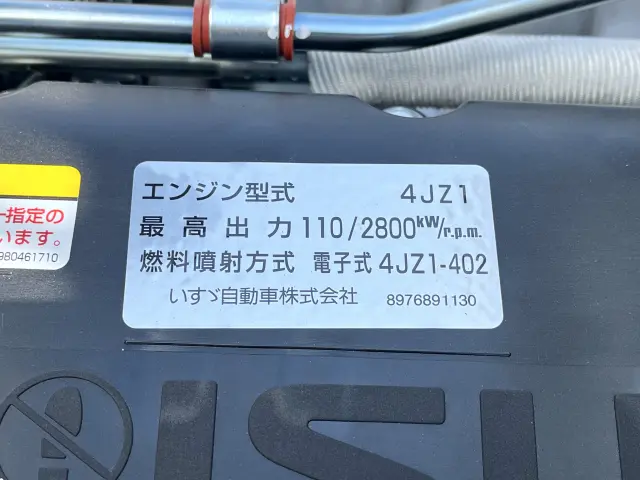 エンジン型式 4JZ1
最高出力 110/2800kW/r.p.m.
燃料噴射方式 電子式 4JZ1-402
いすゞ自動車株式会社 8976891130
指定の
います。
980461710
ISU